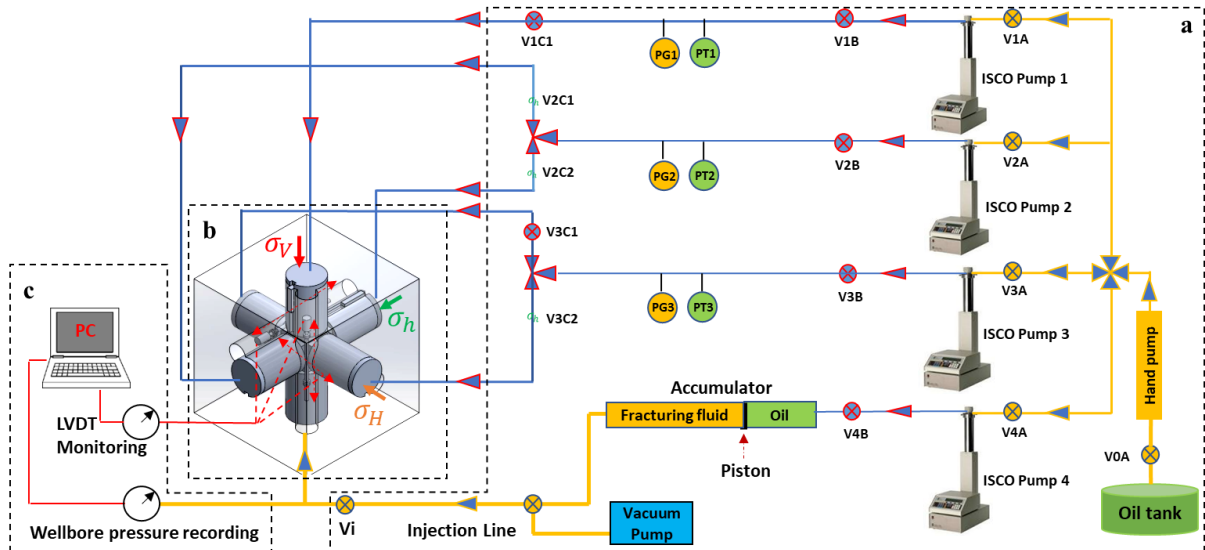 a
V1C1
V1B
V1A
PG1
PT1
ISCO Pump 1
σh V2C1
V2B
V2A
σh V2C2
PG2
PT2
ISCO Pump 2
b
V3C1
σV
V3B
V3A
c
σh
V3C2
PG3
PT3
ISCO Pump 3
PC
σH
Hand pump
Accumulator
Fracturing fluid
Oil
LVDT
Monitoring
V4B
V4A
Piston
V0A
ISCO Pump 4
Wellbore pressure recording
Vi
Injection Line
Vacuum
Pump
Oil tank